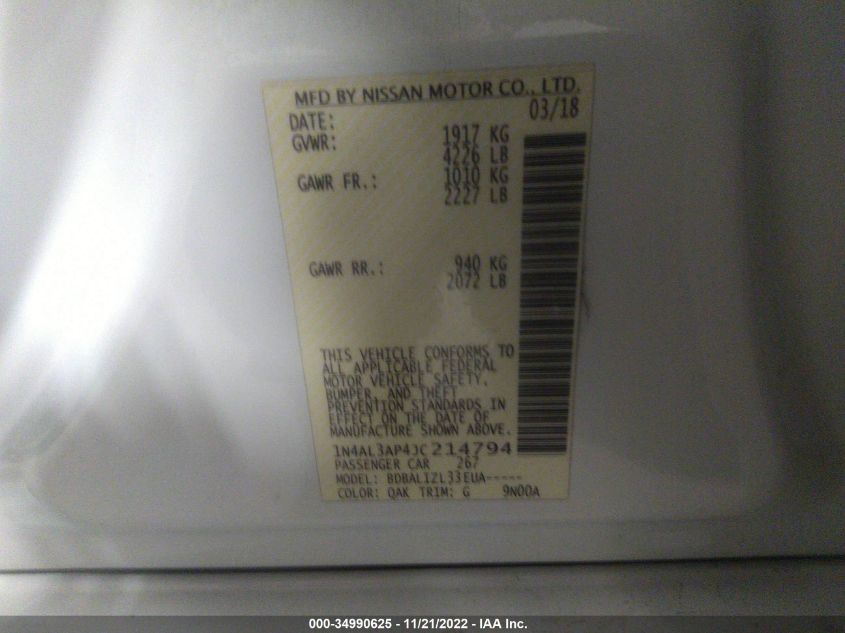 MFD BY NISSAN MOTOR CO., LTD.
DATE: 03/18
GVWR: 1917 KG
4226 LB
GAWR FR.: 1010 KG
2227 LB
GAWR RR.: 940 KG
2072 LB
THIS VEHICLE CONFORMS TO
ALL APPLICABLE FEDERAL
MOTOR VEHICLE SAFETY,
BUMPER, AND THEFT
PREVENTION STANDARDS IN
EFFECT ON THE DATE OF
MANUFACTURE SHOWN ABOVE.
1N4AL3AP4JC214794
PASSENGER CAR 267
MODEL: BDBALIZL33EUA-----
COLOR: QAK TRIM: G 9N00A
000-34990625 - 11/21/2022 - IAA Inc.